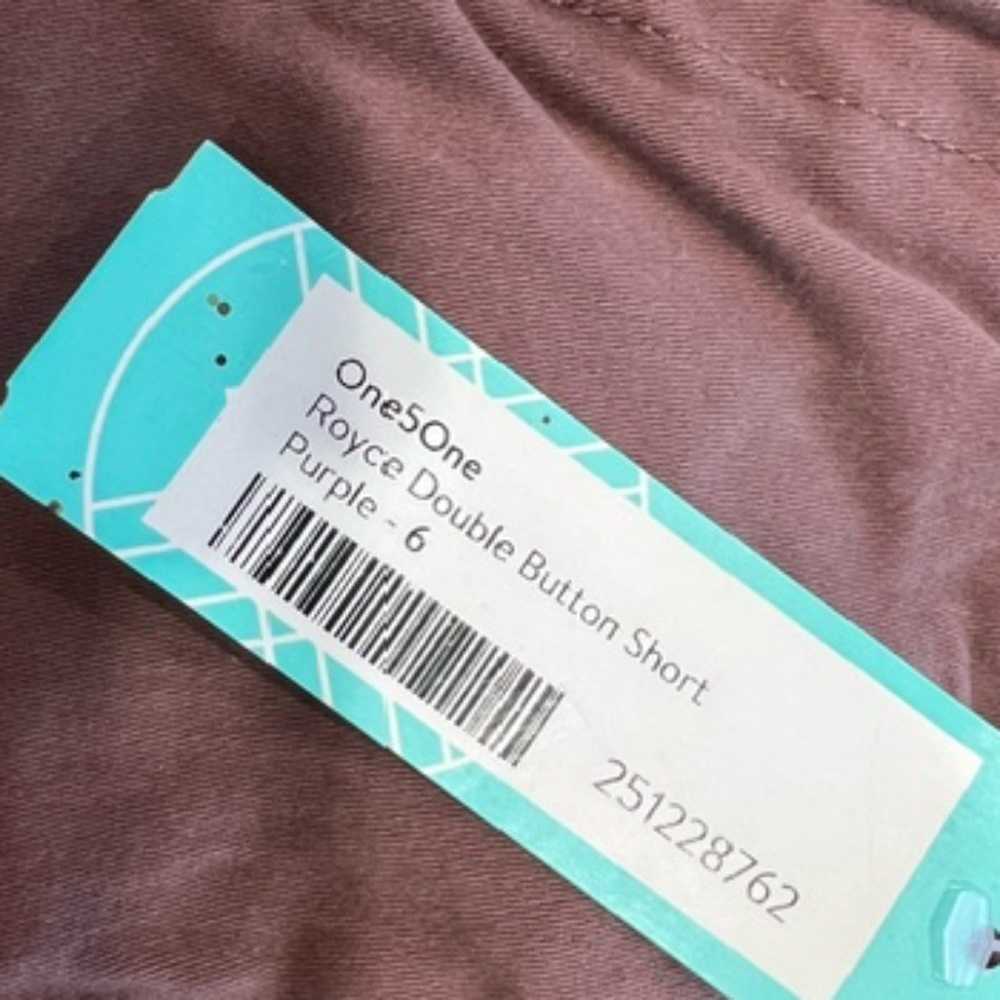 One5One
Royce Double Button Short
Purple - 6
251228762